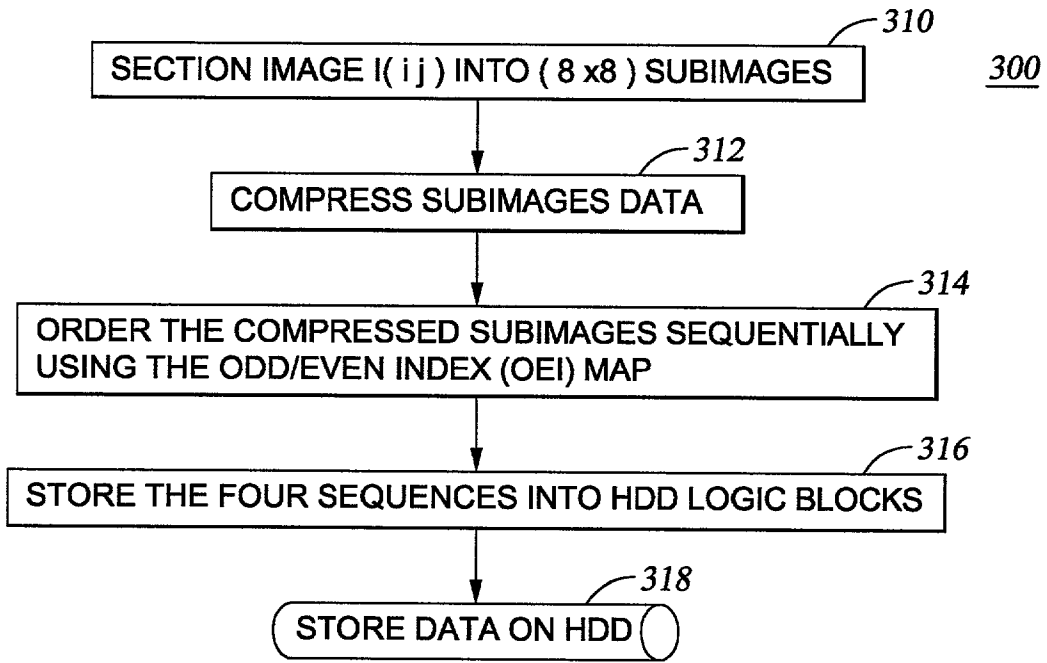 310
SECTION IMAGE I( i j ) INTO ( 8 x8 ) SUBIMAGES
300
312
COMPRESS SUBIMAGES DATA
314
ORDER THE COMPRESSED SUBIMAGES SEQUENTIALLY
USING THE ODD/EVEN INDEX (OEI) MAP
316
STORE THE FOUR SEQUENCES INTO HDD LOGIC BLOCKS
318
STORE DATA ON HDD